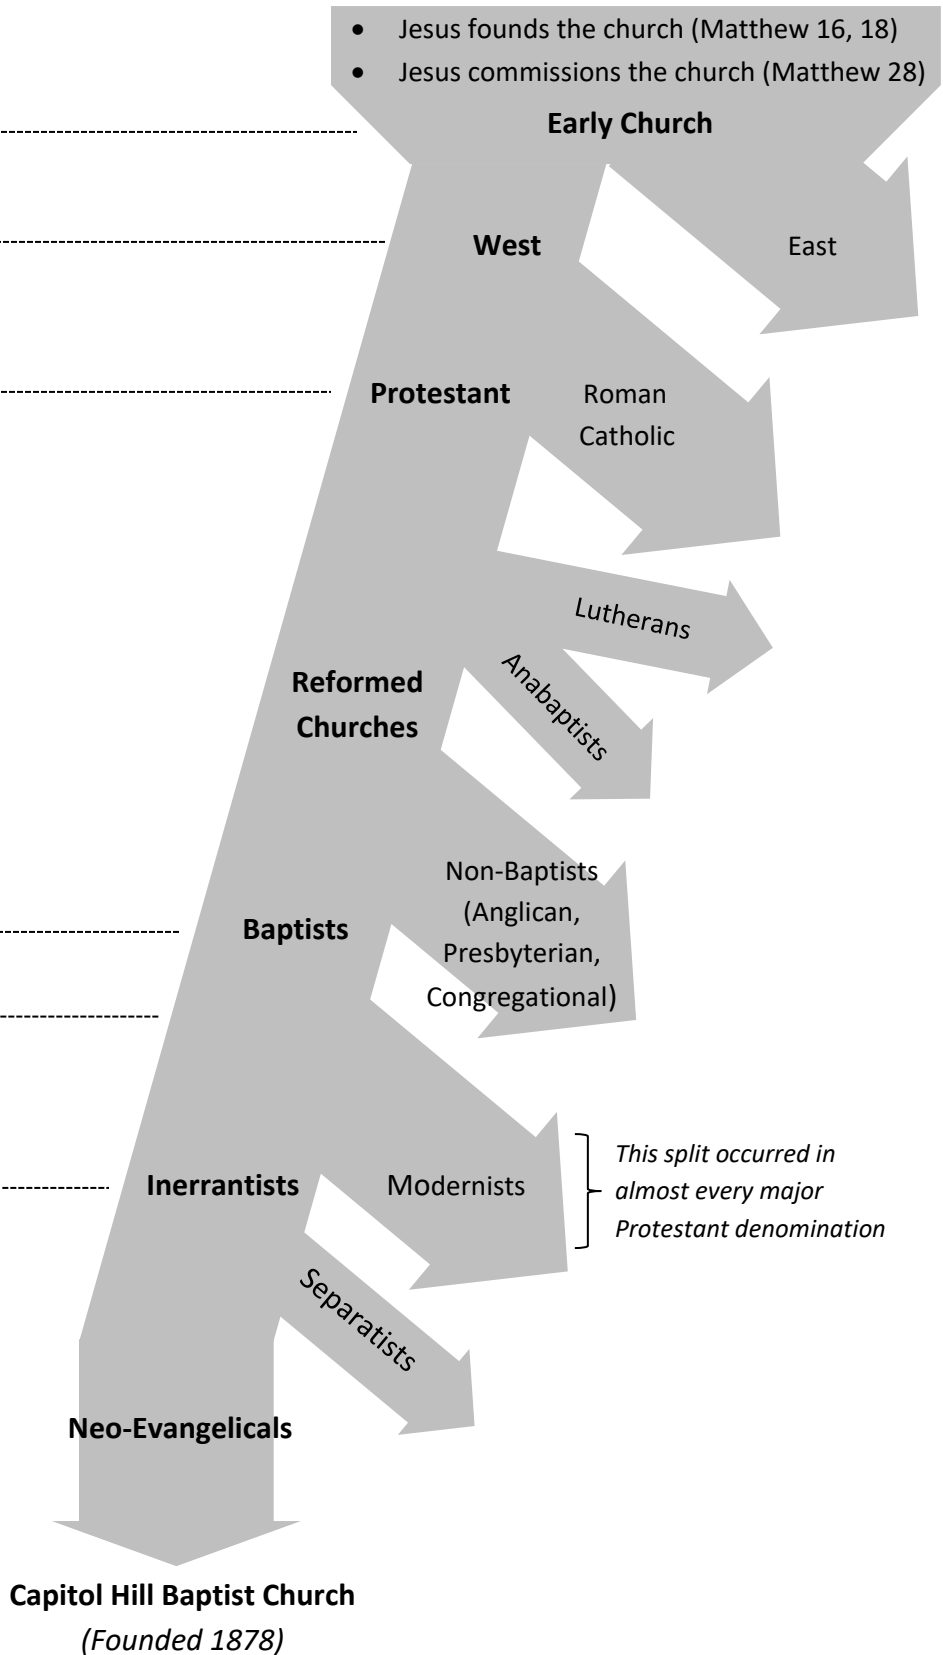 • Jesus founds the church (Matthew 16, 18)
• Jesus commissions the church (Matthew 28)
Early Church
West
East
Protestant
Roman
Catholic
Lutherans
Anabaptists
Reformed
Churches
Non-Baptists
(Anglican,
Presbyterian,
Congregational)
Baptists
Inerrantists
Modernists
This split occurred in
almost every major
Protestant denomination
Separatists
Neo-Evangelicals
Capitol Hill Baptist Church
(Founded 1878)